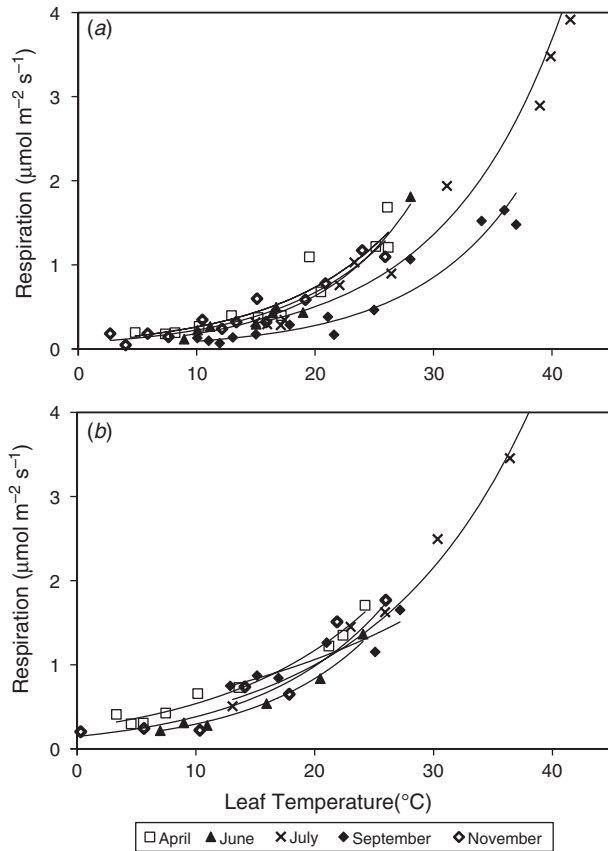 (a)
4
3
2
1
0
0 10 20 30 40
Respiration (μmol m⁻² s⁻¹)
(b)
4
3
2
1
0
0 10 20 30 40
Respiration (μmol m⁻² s⁻¹)
Leaf Temperature(°C)
April June July September November